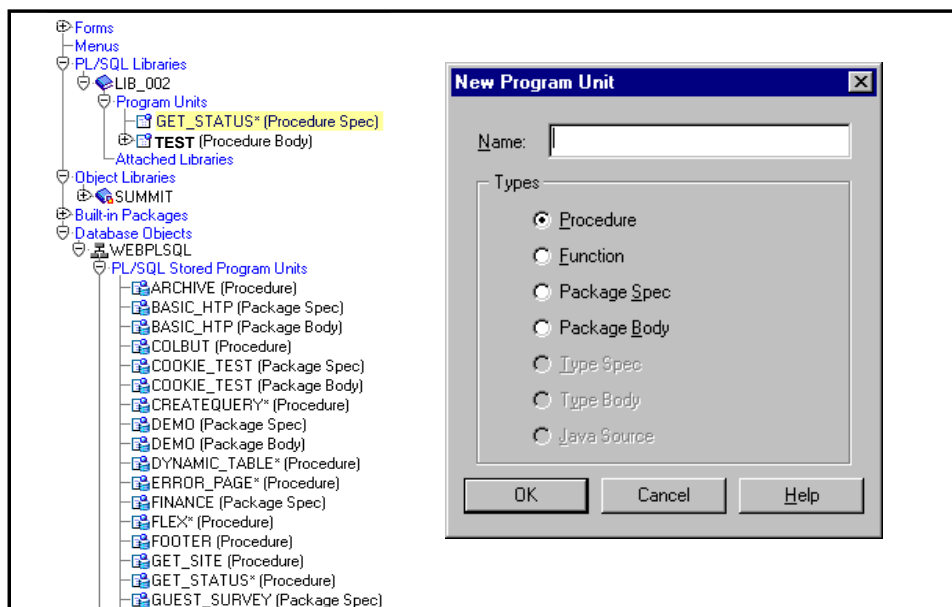 Forms
Menus
PL/SQL Libraries
LIB_002
Program Units
GET_STATUS* (Procedure Spec)
TEST (Procedure Body)
Attached Libraries
Object Libraries
SUMMIT
Built-in Packages
Database Objects
WEBPLSQL
PL/SQL Stored Program Units
ARCHIVE (Procedure)
BASIC_HTP (Package Spec)
BASIC_HTP (Package Body)
COLBUT (Procedure)
COOKIE_TEST (Package Spec)
COOKIE_TEST (Package Body)
CREATEQUERY* (Procedure)
DEMO (Package Spec)
DEMO (Package Body)
DYNAMIC_TABLE* (Procedure)
ERROR_PAGE* (Procedure)
FINANCE (Package Spec)
FLEX* (Procedure)
FOOTER (Procedure)
GET_SITE (Procedure)
GET_STATUS* (Procedure)
GUEST_SURVEY (Package Spec)
New Program Unit
Name:
Types
Procedure
Function
Package Spec
Package Body
Type Spec
Type Body
Java Source
OK Cancel Help